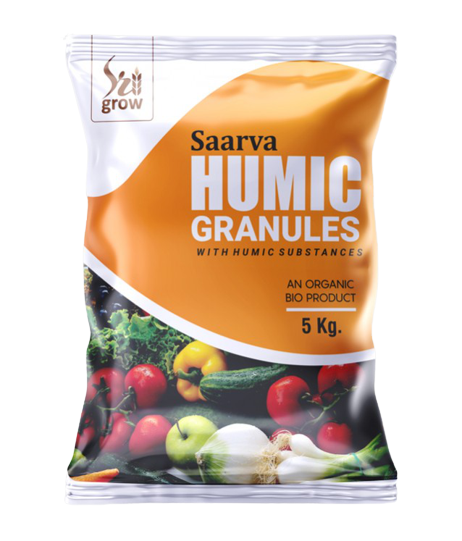 Sri
grow
Saarva
HUMIC
GRANULES
WITH HUMIC SUBSTANCES
AN ORGANIC
BIO PRODUCT
5 Kg.